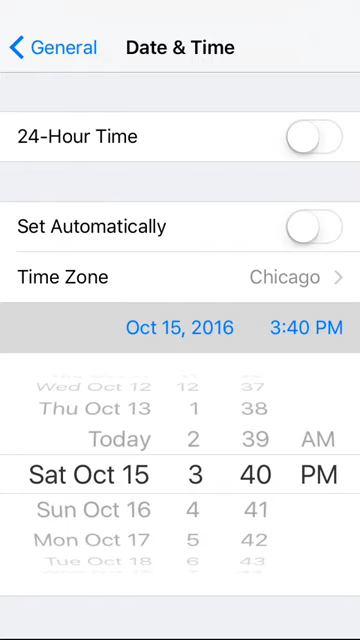 General Date & Time
24-Hour Time
Set Automatically
Time Zone Chicago
Oct 15, 2016 3:40 PM
Wed Oct 12 12 37
Thu Oct 13 1 38
Today 2 39 AM
Sat Oct 15 3 40 PM
Sun Oct 16 4 41
Mon Oct 17 5 42
Tue Oct 18 6 43